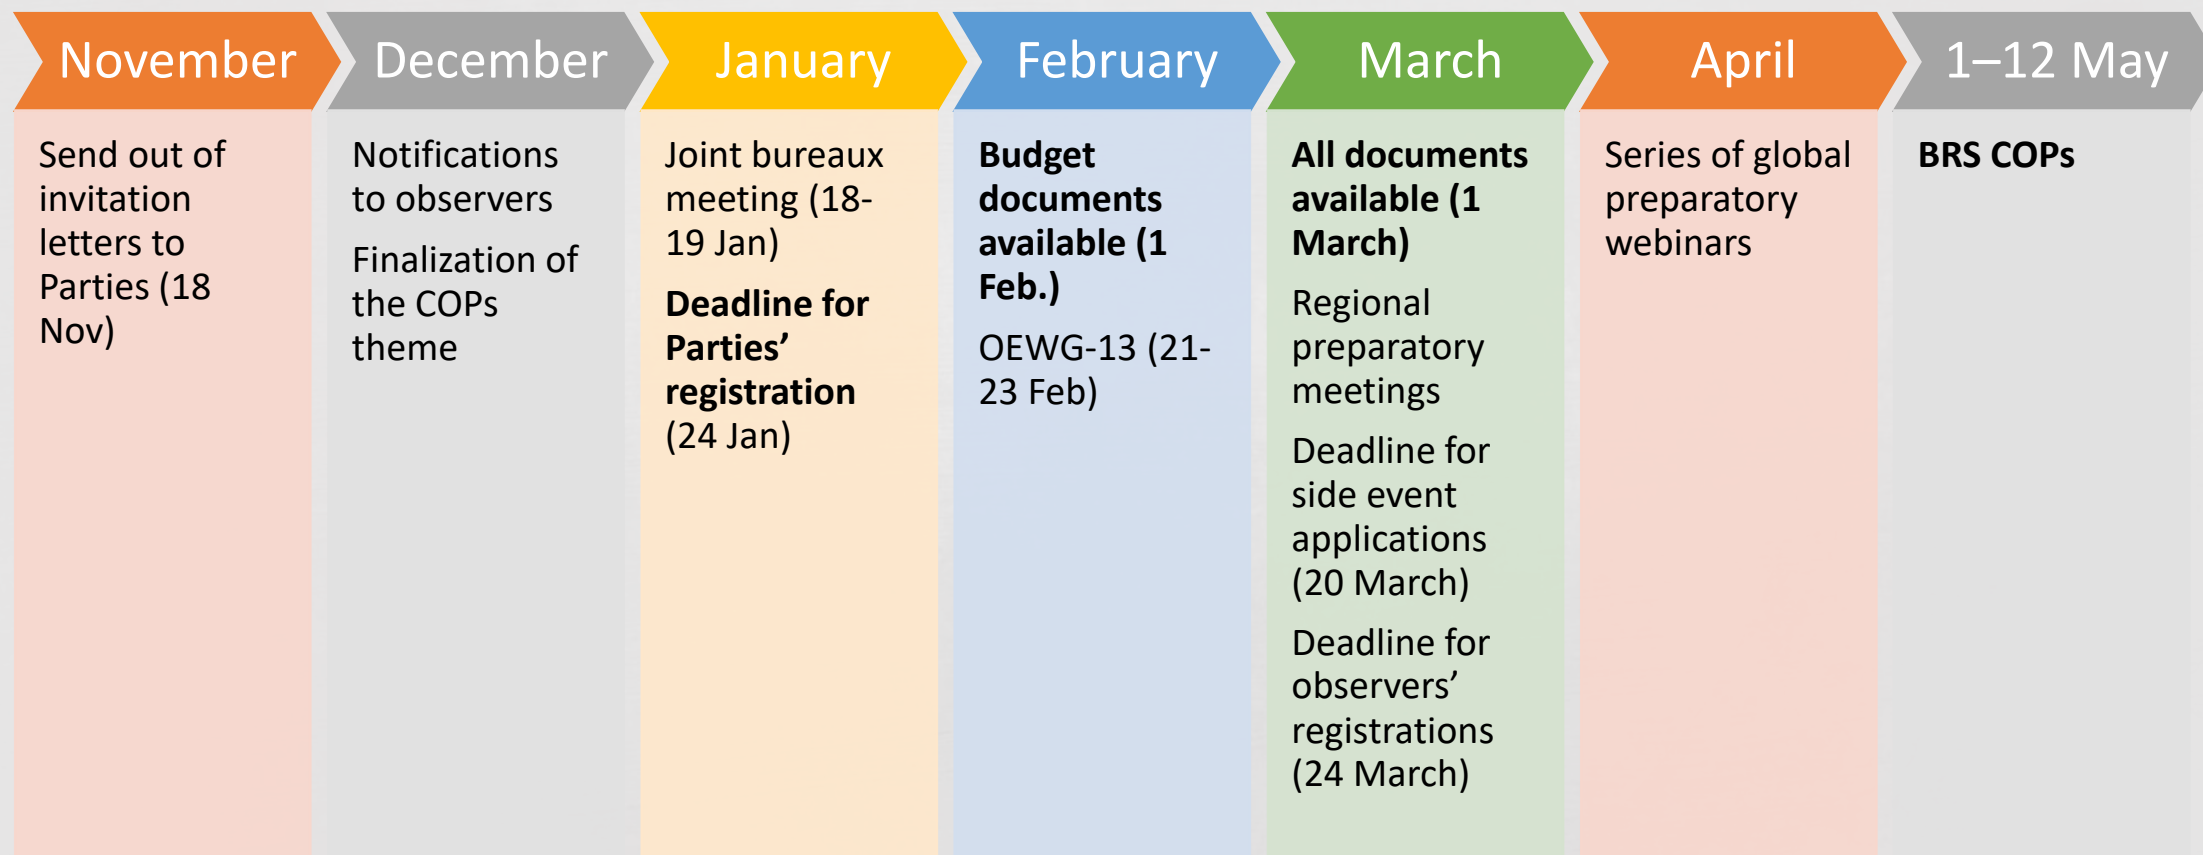 November
Send out of
invitation
letters to
Parties (18
Nov)
December
Notifications
to observers
Finalization of
the COPs
theme
January
Joint bureaux
meeting (18-
19 Jan)
Deadline for
Parties’
registration
(24 Jan)
February
Budget
documents
available (1
Feb.)
OEWG-13 (21-
23 Feb)
March
All documents
available (1
March)
Regional
preparatory
meetings
Deadline for
side event
applications
(20 March)
Deadline for
observers’
registrations
(24 March)
April
Series of global
preparatory
webinars
1–12 May
BRS COPs